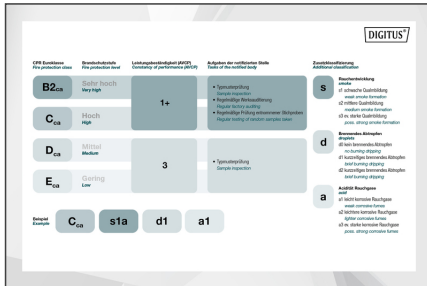 DIGITUS®
CPR Euroklasse
Fire protection class
Brandschutzstufe
Fire protection level
Leistungsbeständigkeit (AVCP)
Constancy of performance (AVCP)
Aufgaben der notifizierten Stelle
Tasks of the notified body
Zusatzklassifizierung
Additional classification
B2ca
Sehr hoch
Very high
Cca
Hoch
High
1+
• Typmusterprüfung
Sample inspection
• Regelmäßige Werksauditierung
Regular factory auditing
• Regelmäßige Prüfung entnommener Stichproben
Regular testing of random samples taken
Dca
Mittel
Medium
Eca
Gering
Low
3
• Typmusterprüfung
Sample inspection
s
Rauchentwicklung
smoke
s1 schwache Qualmbildung
weak smoke formation
s2 mittlere Qualmbildung
medium smoke formation
s3 ev. starke Qualmbildung
poss. strong smoke formation
d
Brennendes Abtropfen
droplets
d0 kein brennendes Abtropfen
no burning dripping
d1 kurzzeitiges brennendes Abtropfen
brief burning dripping
d2 kurzzeitiges brennendes Abtropfen
brief burning dripping
a
Acidität Rauchgase
acid
a1 leicht korrosive Rauchgase
weak corrosive fumes
a2 leichtere korrosive Rauchgase
lighter corrosive fumes
a3 ev. starke korrosive Rauchgase
poss. strong corrosive fumes
Beispiel
Example
Cca
s1a
d1
a1